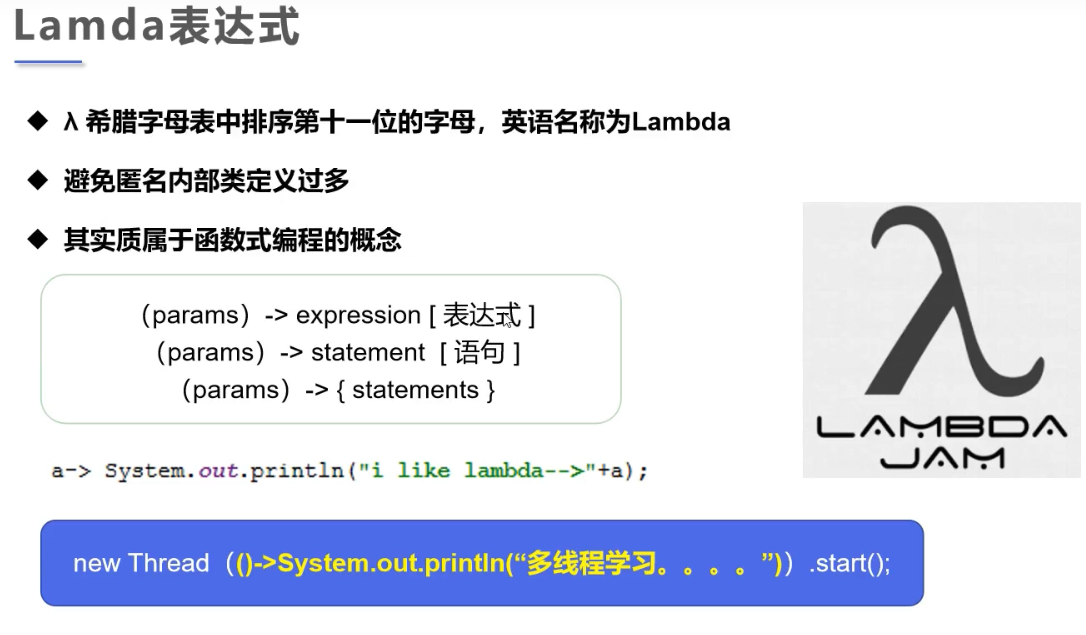 Lamda表达式
◆ λ 希腊字母表中排序第十一位的字母，英语名称为Lambda
◆ 避免匿名内部类定义过多
◆ 其实质属于函数式编程的概念
（params）-> expression [ 表达式 ]
（params）-> statement [ 语句 ]
（params）-> { statements }
λ
LAMBDA
JAM
a-> System.out.println("i like lambda-->"+a);
new Thread（()->System.out.println(“多线程学习。。。。”)）.start();